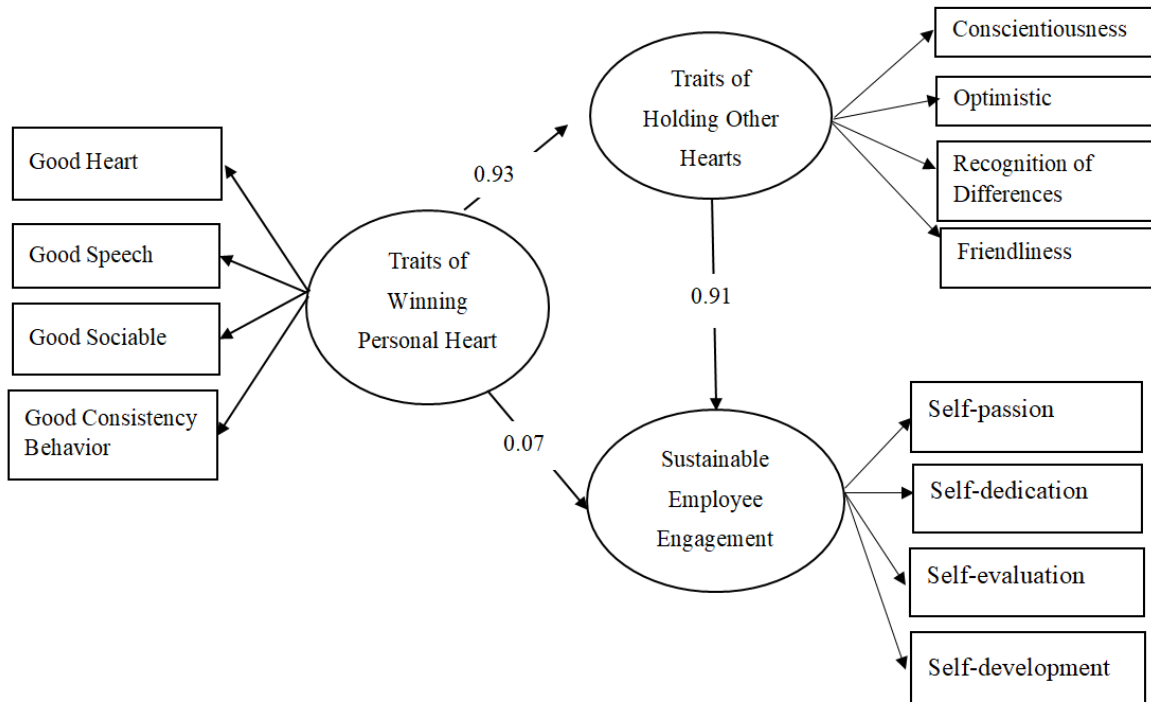 Good Heart
Good Speech
Good Sociable
Good Consistency
Behavior
Traits of
Winning
Personal Heart
0.93
0.07
Traits of
Holding Other
Hearts
0.91
Sustainable
Employee
Engagement
Conscientiousness
Optimistic
Recognition of
Differences
Friendliness
Self-passion
Self-dedication
Self-evaluation
Self-development